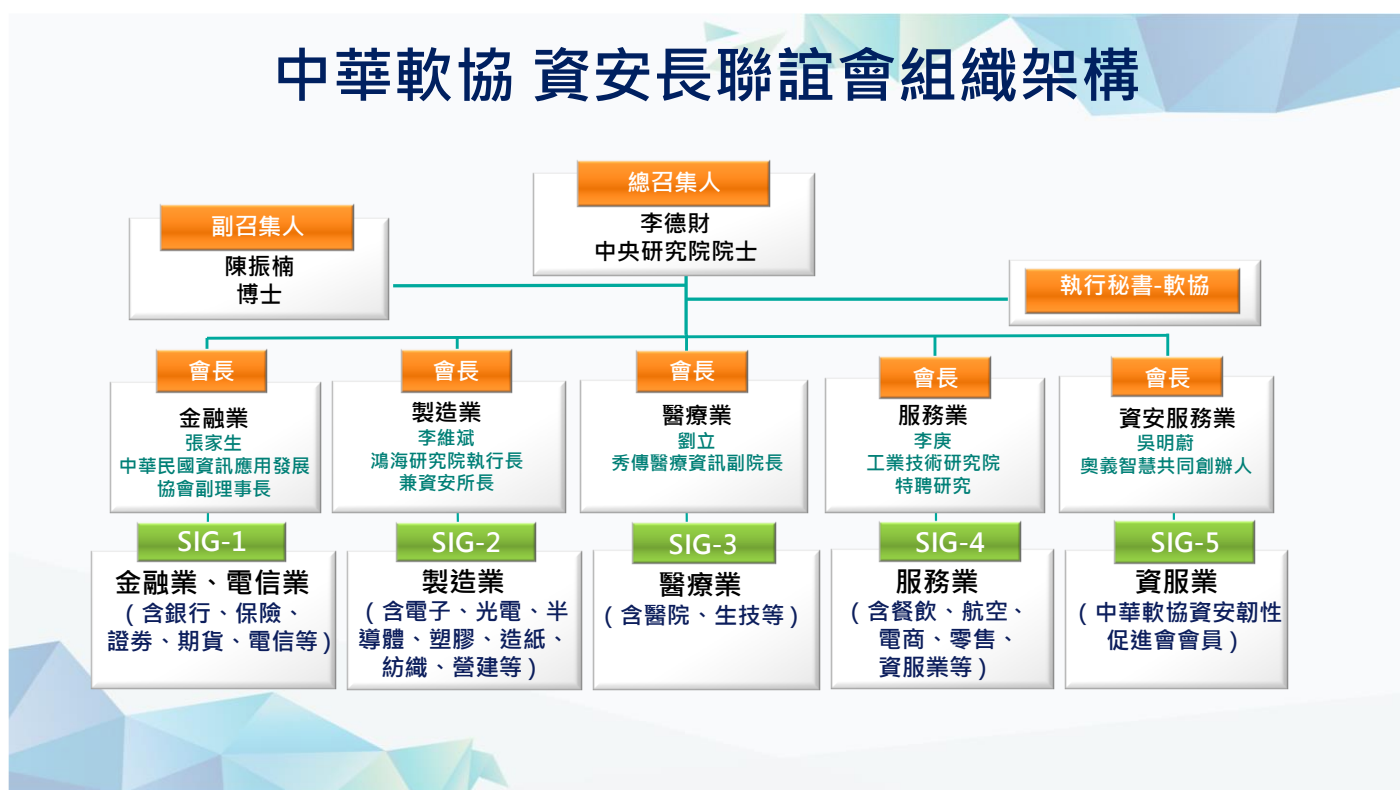 中華軟協 資安長聯誼會組織架構
總召集人
李德財
中央研究院院士
副召集人
陳振楠
博士
執行秘書-軟協
會長
金融業
張家生
中華民國資訊應用發展
協會副理事長
會長
製造業
李維斌
鴻海研究院執行長
兼資安所長
會長
醫療業
劉立
秀傳醫療資訊副院長
會長
服務業
李庚
工業技術研究院
特聘研究
會長
資安服務業
吳明蔚
奧義智慧共同創辦人
SIG-1
金融業、電信業
(含銀行、保險、
證券、期貨、電信等)
SIG-2
製造業
(含電子、光電、半
導體、塑膠、造紙、
紡織、營建等)
SIG-3
醫療業
(含醫院、生技等)
SIG-4
服務業
(含餐飲、航空、
電商、零售、
資服業等)
SIG-5
資服業
(中華軟協資安韌性
促進會會員)